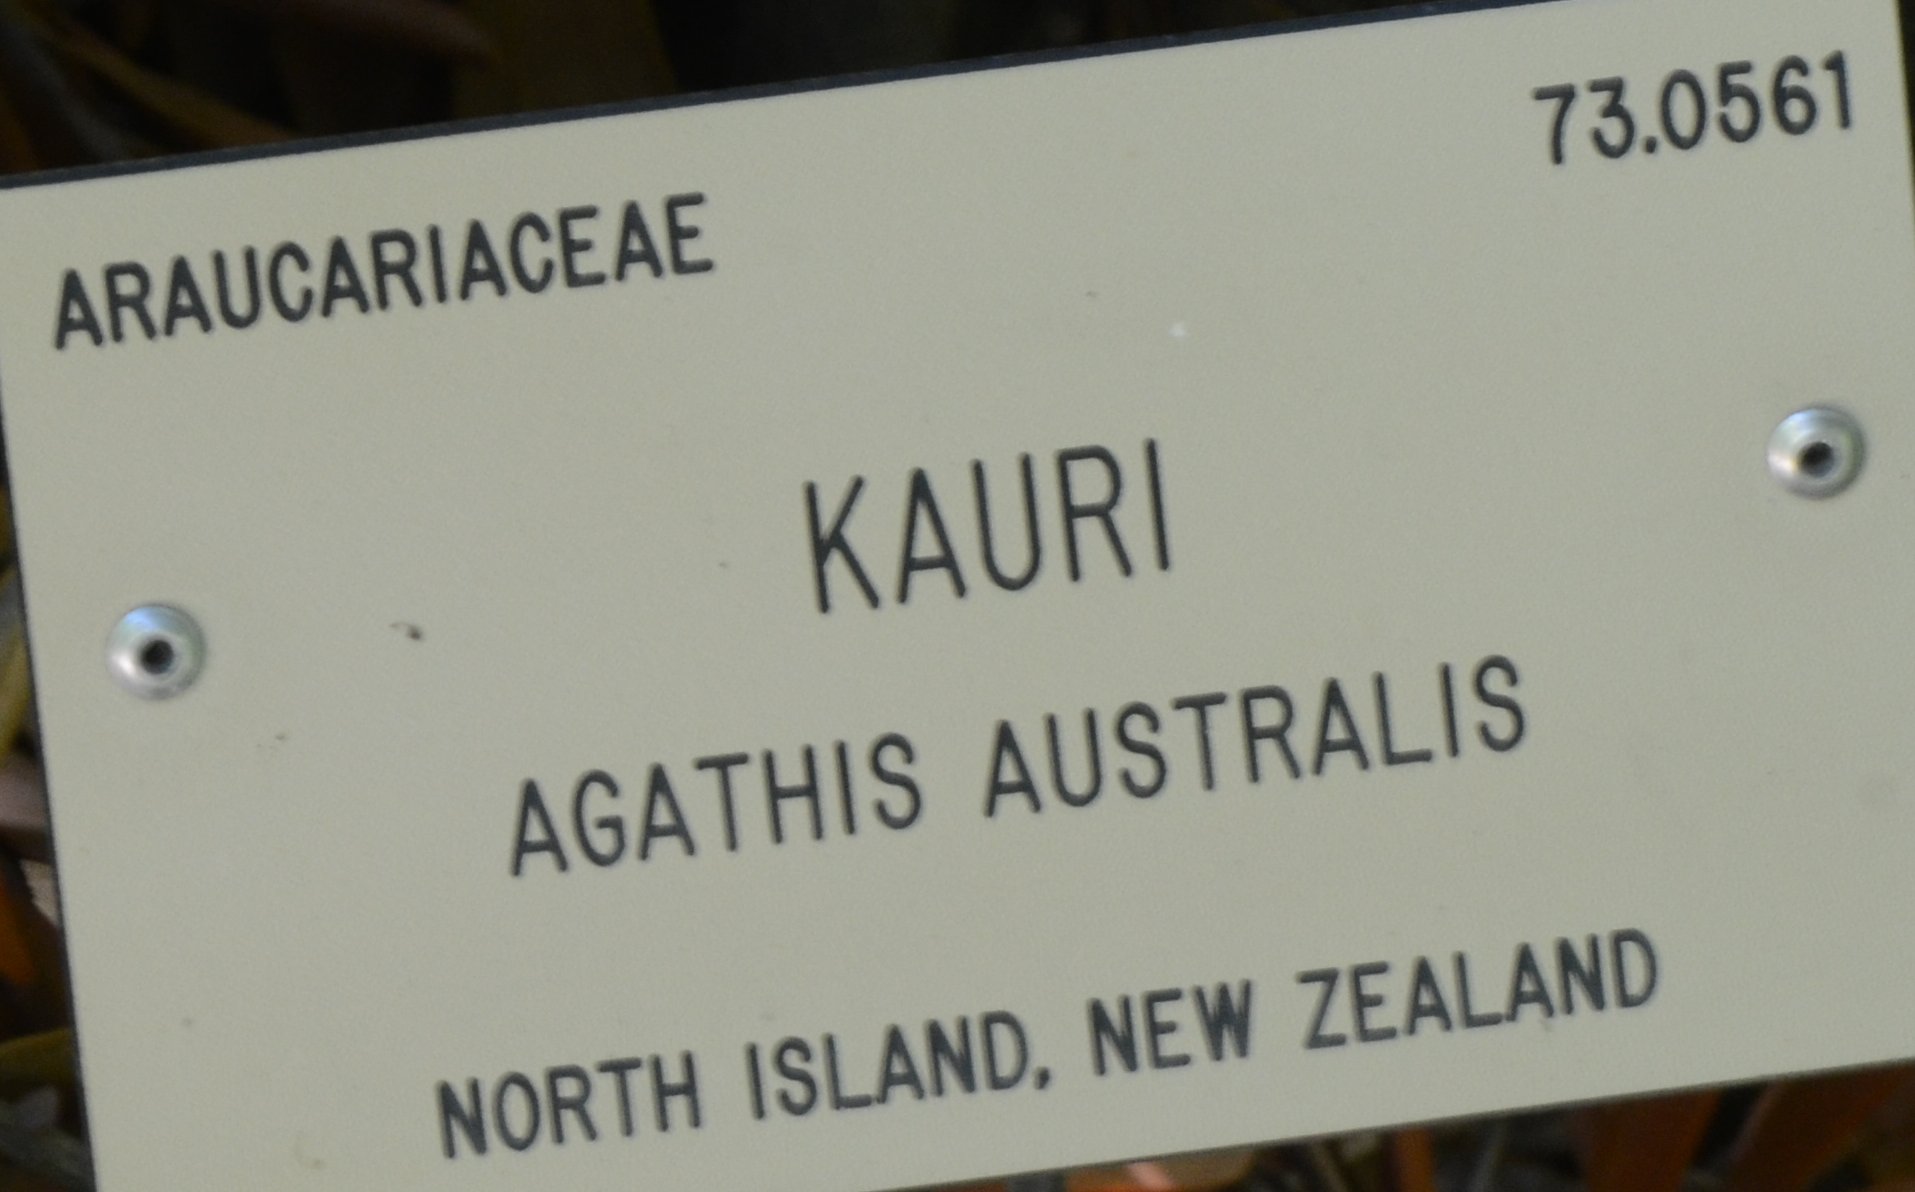 73.0561
ARAUCARIACEAE
KAURI
AGATHIS AUSTRALIS
NORTH ISLAND, NEW ZEALAND